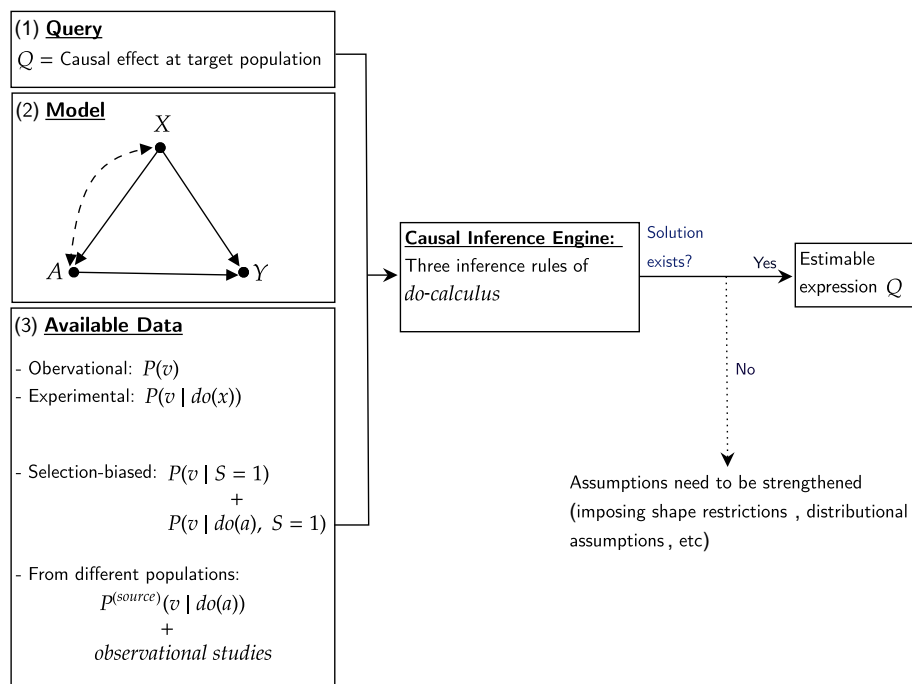 (1) Query
Q = Causal effect at target population
(2) Model
X
A
Y
(3) Available Data
- Obervational: P(v)
- Experimental: P(v | do(x))
- Selection-biased: P(v | S = 1)
+
P(v | do(a), S = 1)
- From different populations:
P^(source)(v | do(a))
+
observational studies
Causal Inference Engine:
Three inference rules of
do-calculus
Solution
exists?
Yes
No
Estimable
expression Q
Assumptions need to be strengthened
(imposing shape restrictions , distributional
assumptions , etc)